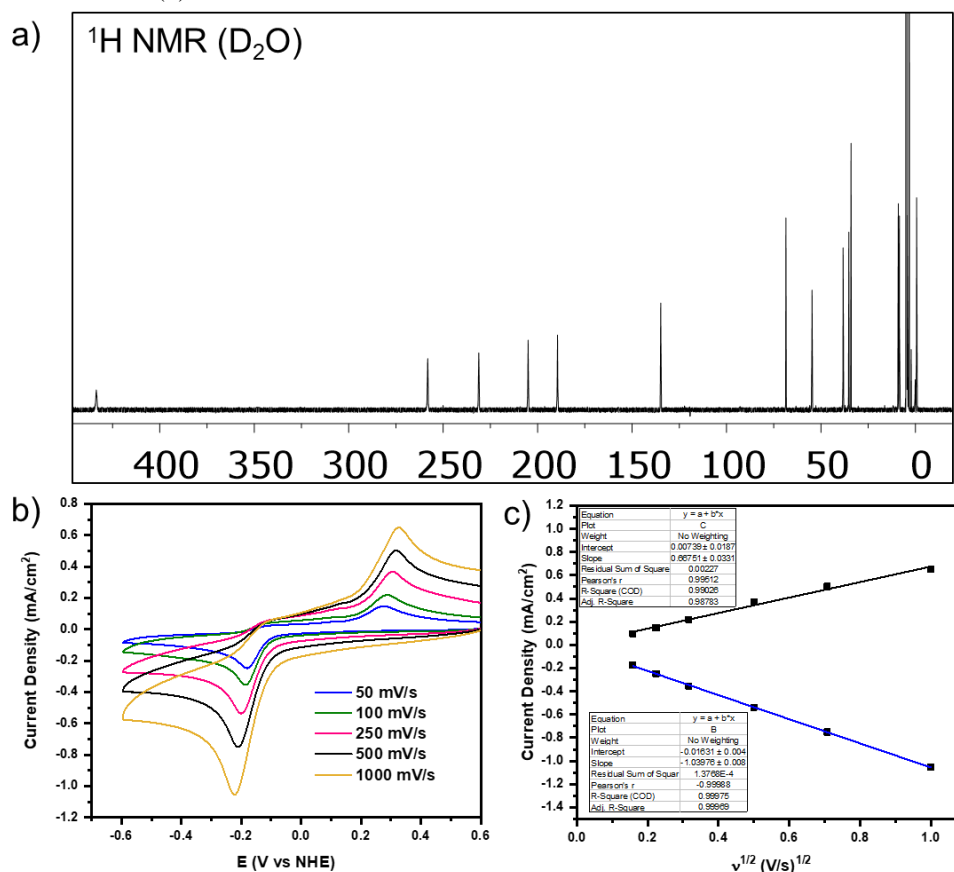 a)
¹H NMR (D₂O)
400 350 300 250 200 150 100 50 0
b)
Current Density (mA/cm²)
0.8
0.6
0.4
0.2
0.0
-0.2
-0.4
-0.6
-0.8
-1.0
-1.2
50 mV/s
100 mV/s
250 mV/s
500 mV/s
1000 mV/s
-0.6 -0.4 -0.2 0.0 0.2 0.4 0.6
E (V vs NHE)
c)
Current Density (mA/cm²)
1.2
1.0
0.8
0.6
0.4
0.2
0.0
-0.2
-0.4
-0.6
-0.8
-1.0
-1.2
-1.4
Equation y = a + b*x
Plot C
Weight No Weighting
Intercept 0.00739 ± 0.0187
Slope 0.66751 ± 0.0331
Residual Sum of Square 0.00227
Pearson's r 0.99512
R-Square (COD) 0.99026
Adj. R-Square 0.98783
Equation y = a + b*x
Plot B
Weight No Weighting
Intercept -0.01631 ± 0.004
Slope -1.03976 ± 0.008
Residual Sum of Squar 1.3768E-4
Pearson's r -0.99988
R-Square (COD) 0.99975
Adj. R-Square 0.99969
0.0 0.2 0.4 0.6 0.8 1.0
ν¹/² (V/s)¹/²